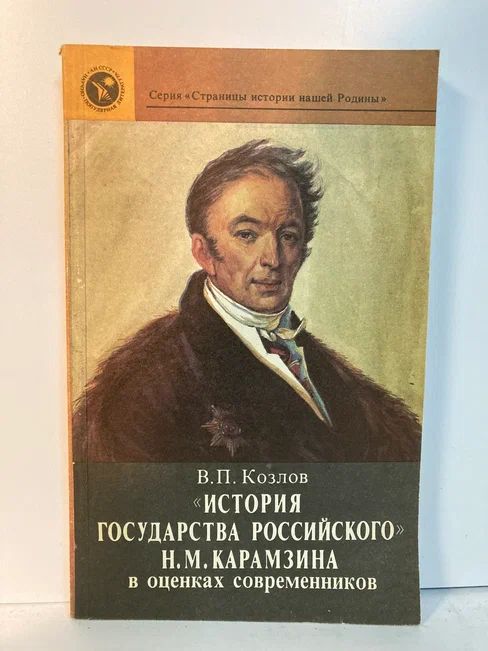 Серия «Страницы истории нашей Родины»
В.П. Козлов
«ИСТОРИЯ
ГОСУДАРСТВА РОССИЙСКОГО»
Н.М. КАРАМЗИНА
в оценках современников